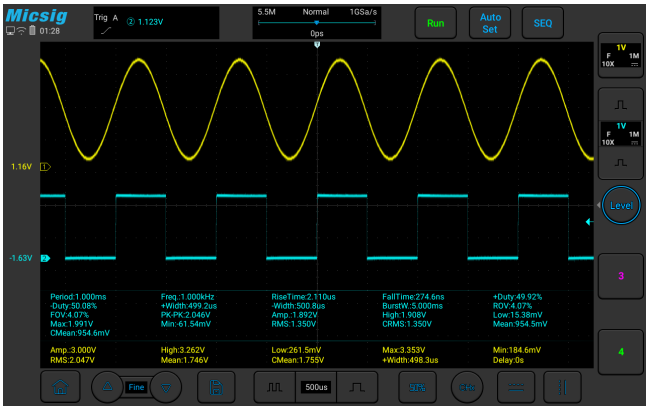 Micsig
01:28
Trig A ② 1.123V
5.5M Normal 1GSa/s
0ps
Run
Auto
Set
SEQ
T
1V
F 1M
10X
1V
F 1M
10X
1.16V 1
Level
-1.63V 2
3
4
Period:1.000ms Freq.:1.000kHz RiseTime:2.110us FallTime:274.6ns +Duty:49.92%
-Duty:50.08% +Width:499.2us -Width:500.8us BurstW.:5.000ms ROV:4.07%
FOV:4.07% PK-PK:2.046V Amp.:1.892V High:1.908V Low:15.38mV
Max:1.991V Min:-61.54mV RMS:1.350V CRMS:1.350V Mean:954.5mV
CMean:954.6mV
Amp.:3.000V High:3.262V Low:261.5mV Max:3.353V Min:184.6mV
RMS:2.047V Mean:1.746V CMean:1.755V +Width:498.3us Delay:0s
Fine
500us
50%